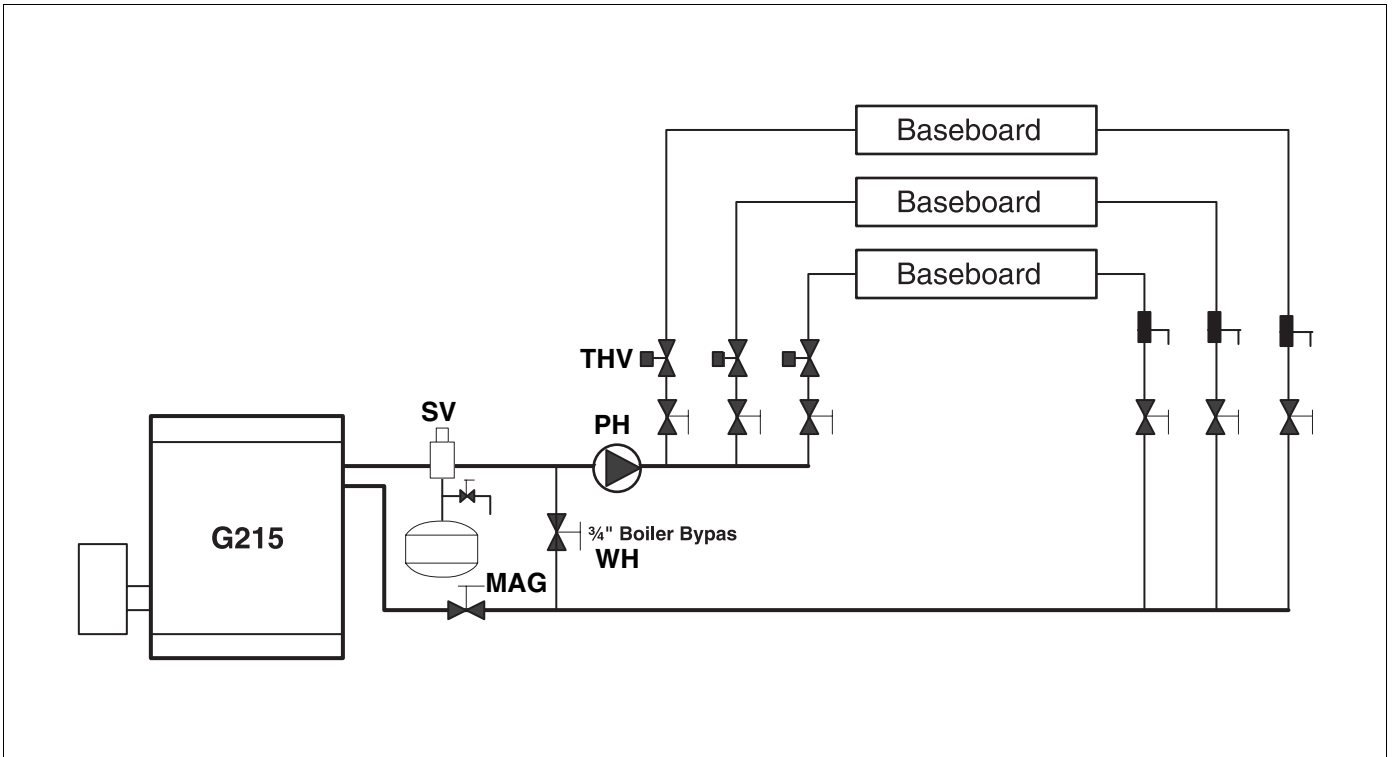 Baseboard
Baseboard
Baseboard
THV
SV
PH
G215
¾" Boiler Bypas
WH
MAG